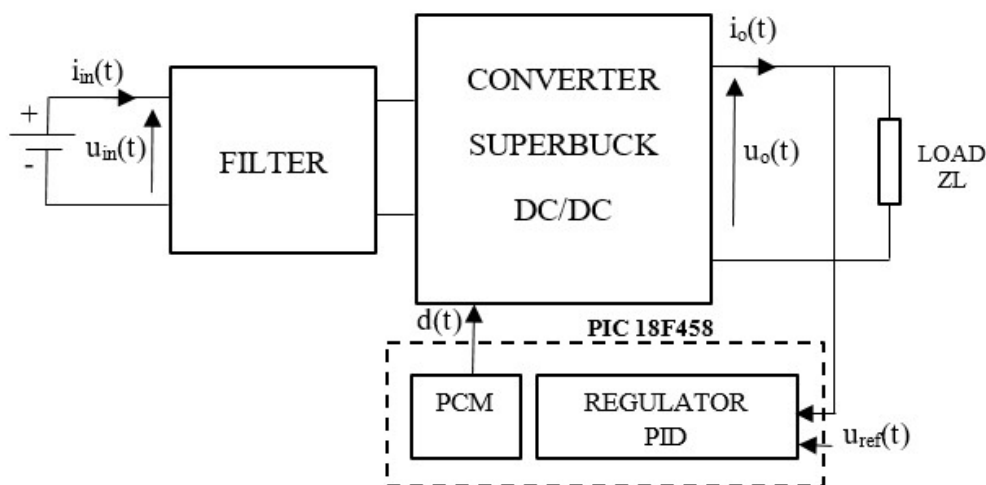 i_in(t)
+
-
u_in(t)
FILTER
CONVERTER
SUPERBUCK
DC/DC
i_o(t)
u_o(t)
LOAD
ZL
d(t)
PIC 18F458
PCM
REGULATOR
PID
u_ref(t)